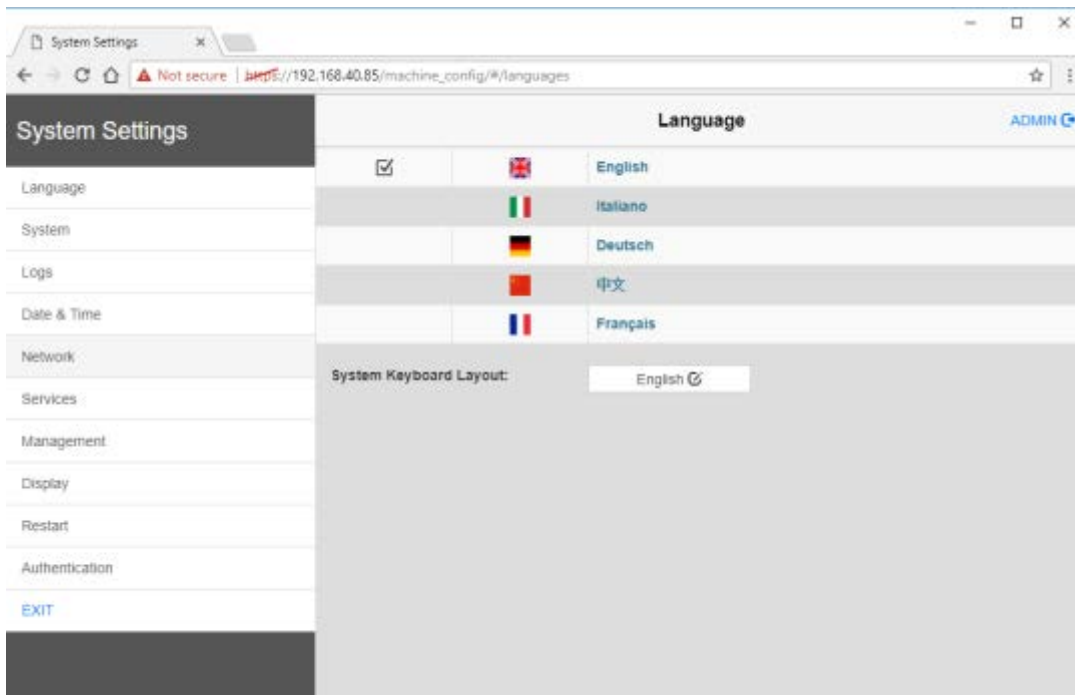 System Settings
Not secure | https://192.168.40.85/machine_config/#/languages
System Settings
Language
System
Logs
Date & Time
Network
Services
Management
Display
Restart
Authentication
EXIT
Language
ADMIN
English
Italiano
Deutsch
中文
Français
System Keyboard Layout:
English